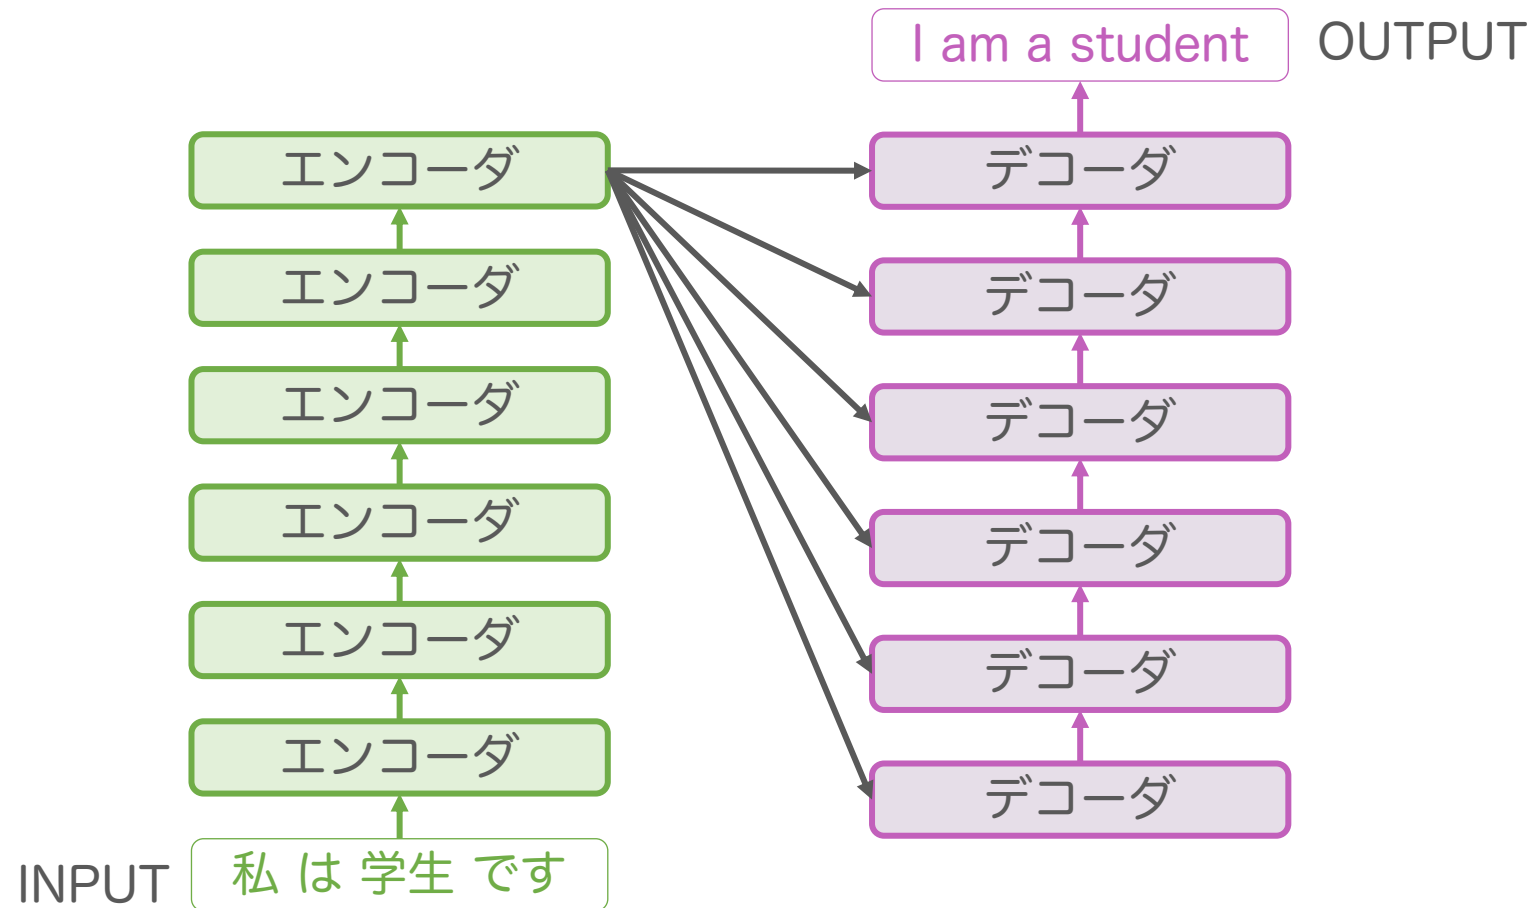 I am a student
OUTPUT
エンコーダ
エンコーダ
エンコーダ
エンコーダ
エンコーダ
エンコーダ
デコーダ
デコーダ
デコーダ
デコーダ
デコーダ
デコーダ
INPUT
私 は 学生 です